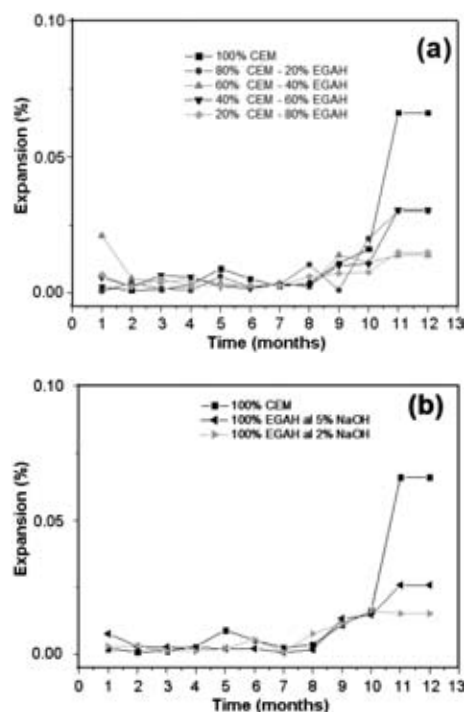 (a)
0.10
0.05
0.00
Expansion (%)
100% CEM
80% CEM - 20% EGAH
60% CEM - 40% EGAH
40% CEM - 60% EGAH
20% CEM - 80% EGAH
0 1 2 3 4 5 6 7 8 9 10 11 12 13
Time (months)
(b)
0.10
0.05
0.00
Expansion (%)
100% CEM
100% EGAH al 5% NaOH
100% EGAH al 2% NaOH
0 1 2 3 4 5 6 7 8 9 10 11 12 13
Time (months)